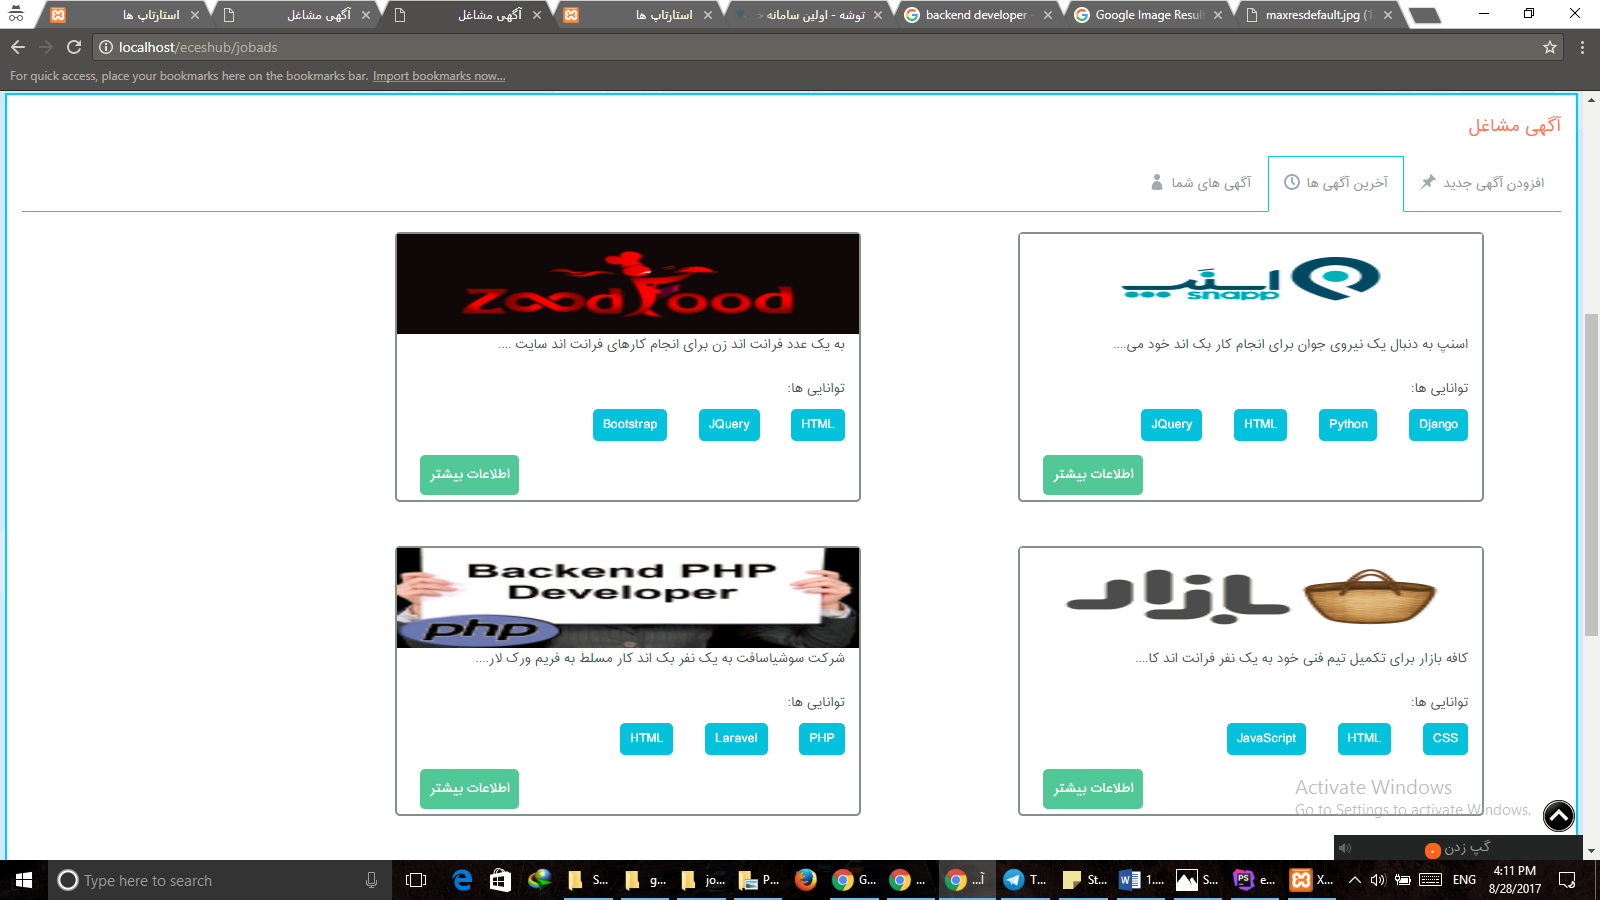 استارتاپ ها
آگهی مشاغل
آگهی مشاغل
استارتاپ ها
توشه - اولین سامانه
backend developer -
Google Image Resul
maxresdefault.jpg (1
localhost/eceshub/jobads
For quick access, place your bookmarks here on the bookmarks bar. Import bookmarks now...
آگهی مشاغل
افزودن آگهی جدید
آخرین آگهی ها
آگهی های شما
اسنپ
snapp
اسنپ به دنبال یک نیروی جوان برای انجام کار بک اند خود می....
توانایی ها:
Django
Python
HTML
JQuery
اطلاعات بیشتر
ZoodFood
به یک عدد فرانت اند زن برای انجام کارهای فرانت اند سایت ....
توانایی ها:
HTML
JQuery
Bootstrap
اطلاعات بیشتر
بازار
کافه بازار برای تکمیل تیم فنی خود به یک نفر فرانت اند کا....
توانایی ها:
CSS
HTML
JavaScript
اطلاعات بیشتر
Backend PHP
Developer
php
شرکت سوشیاسافت به یک نفر بک اند کار مسلط به فریم ورک لار....
توانایی ها:
PHP
Laravel
HTML
اطلاعات بیشتر
Activate Windows
Go to Settings to activate Windows.
گپ زدن
Type here to search
S...
g...
jo...
P...
G...
...
آ...
T...
St...
1....
S...
e...
X...
ENG
4:11 PM
8/28/2017